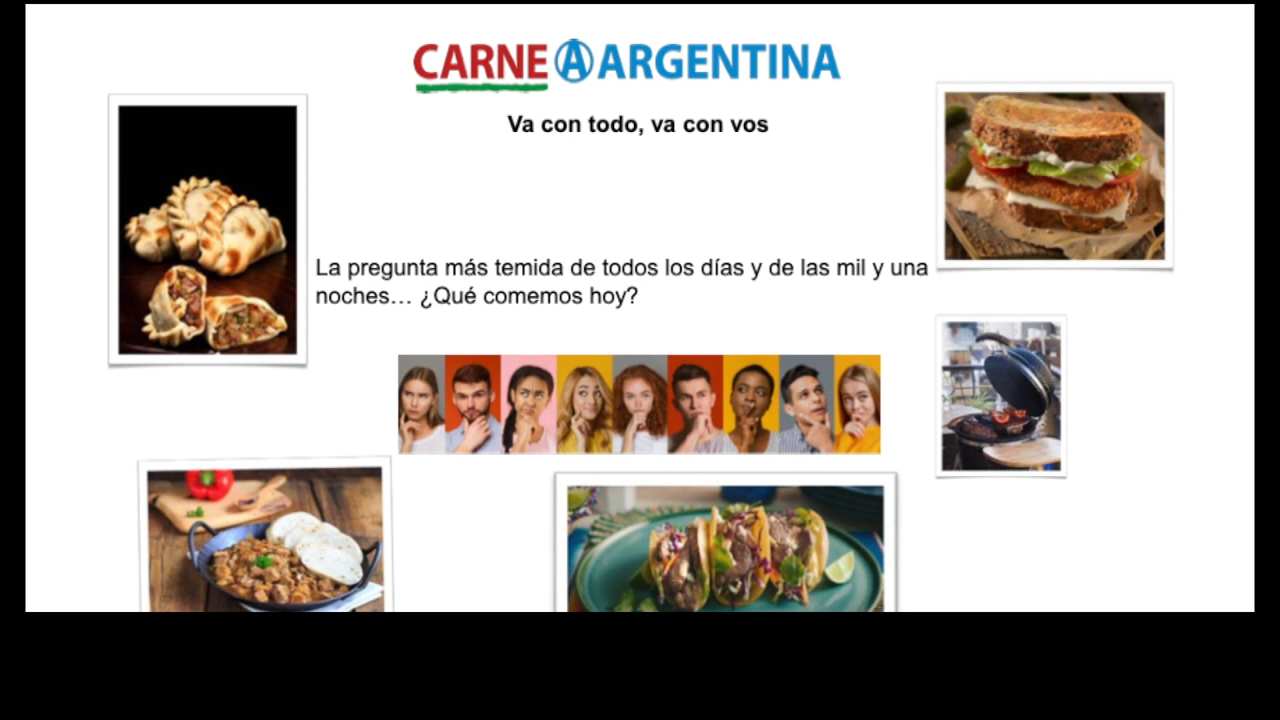 CARNE A ARGENTINA
Va con todo, va con vos
La pregunta más temida de todos los días y de las mil y una
noches… ¿Qué comemos hoy?